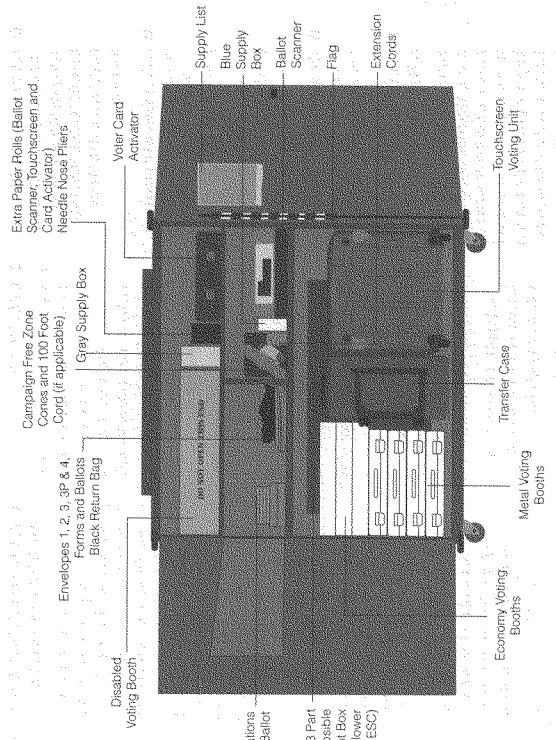 Extra Paper Rolls (Ballot
Scanner, Touchscreen and
Card Activator)
Needle Nose Pliers
Voter Card
Activator
Campaign Free Zone
Cones and 100 Foot
Cord (if applicable)
Gray Supply Box
Envelopes 1, 2, 3, 3P & 4,
Forms and Ballots
Black Return Bag
Disabled
Voting Booth
Supply List
Blue
Supply
Box
Ballot
Scanner
Flag
Extension
Cords
Touchscreen
Voting Unit
Transfer Case
Metal Voting
Booths
Economy Voting
Booths
Ballot
3 Part
Box
ESC)